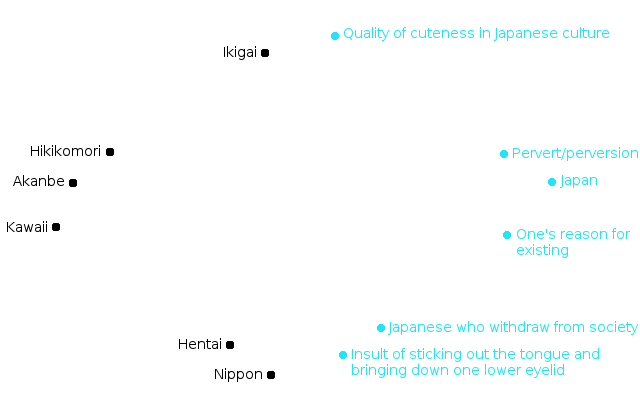 Quality of cuteness in Japanese culture
Ikigai
Hikikomori
Pervert/perversion
Akanbe
Japan
Kawaii
One's reason for
existing
Japanese who withdraw from society
Hentai
Insult of sticking out the tongue and
bringing down one lower eyelid
Nippon